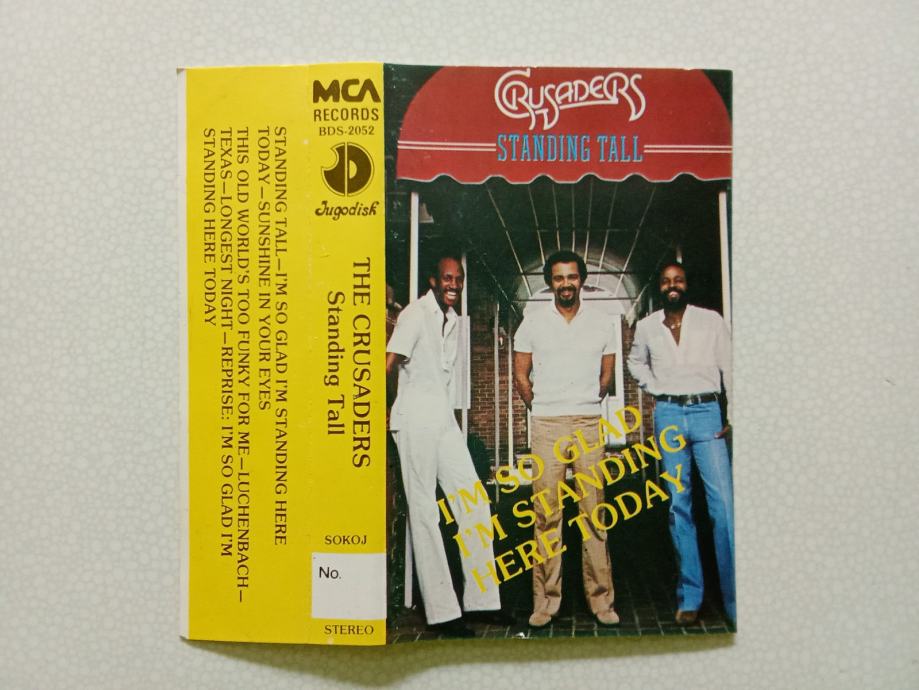 STANDING TALL—I'M SO GLAD I'M STANDING HERE
TODAY—SUNSHINE IN YOUR EYES
THIS OLD WORLD'S TOO FUNKY FOR ME—LUCHENBACH—
TEXAS—LONGEST NIGHT—REPRISE: I'M SO GLAD I'M
STANDING HERE TODAY
MCA
RECORDS
BDS-2052
Jugodisk
THE CRUSADERS
Standing Tall
SOKOJ
No.
STEREO
CRUSADERS
STANDING TALL
I'M SO GLAD
I'M STANDING
HERE TODAY